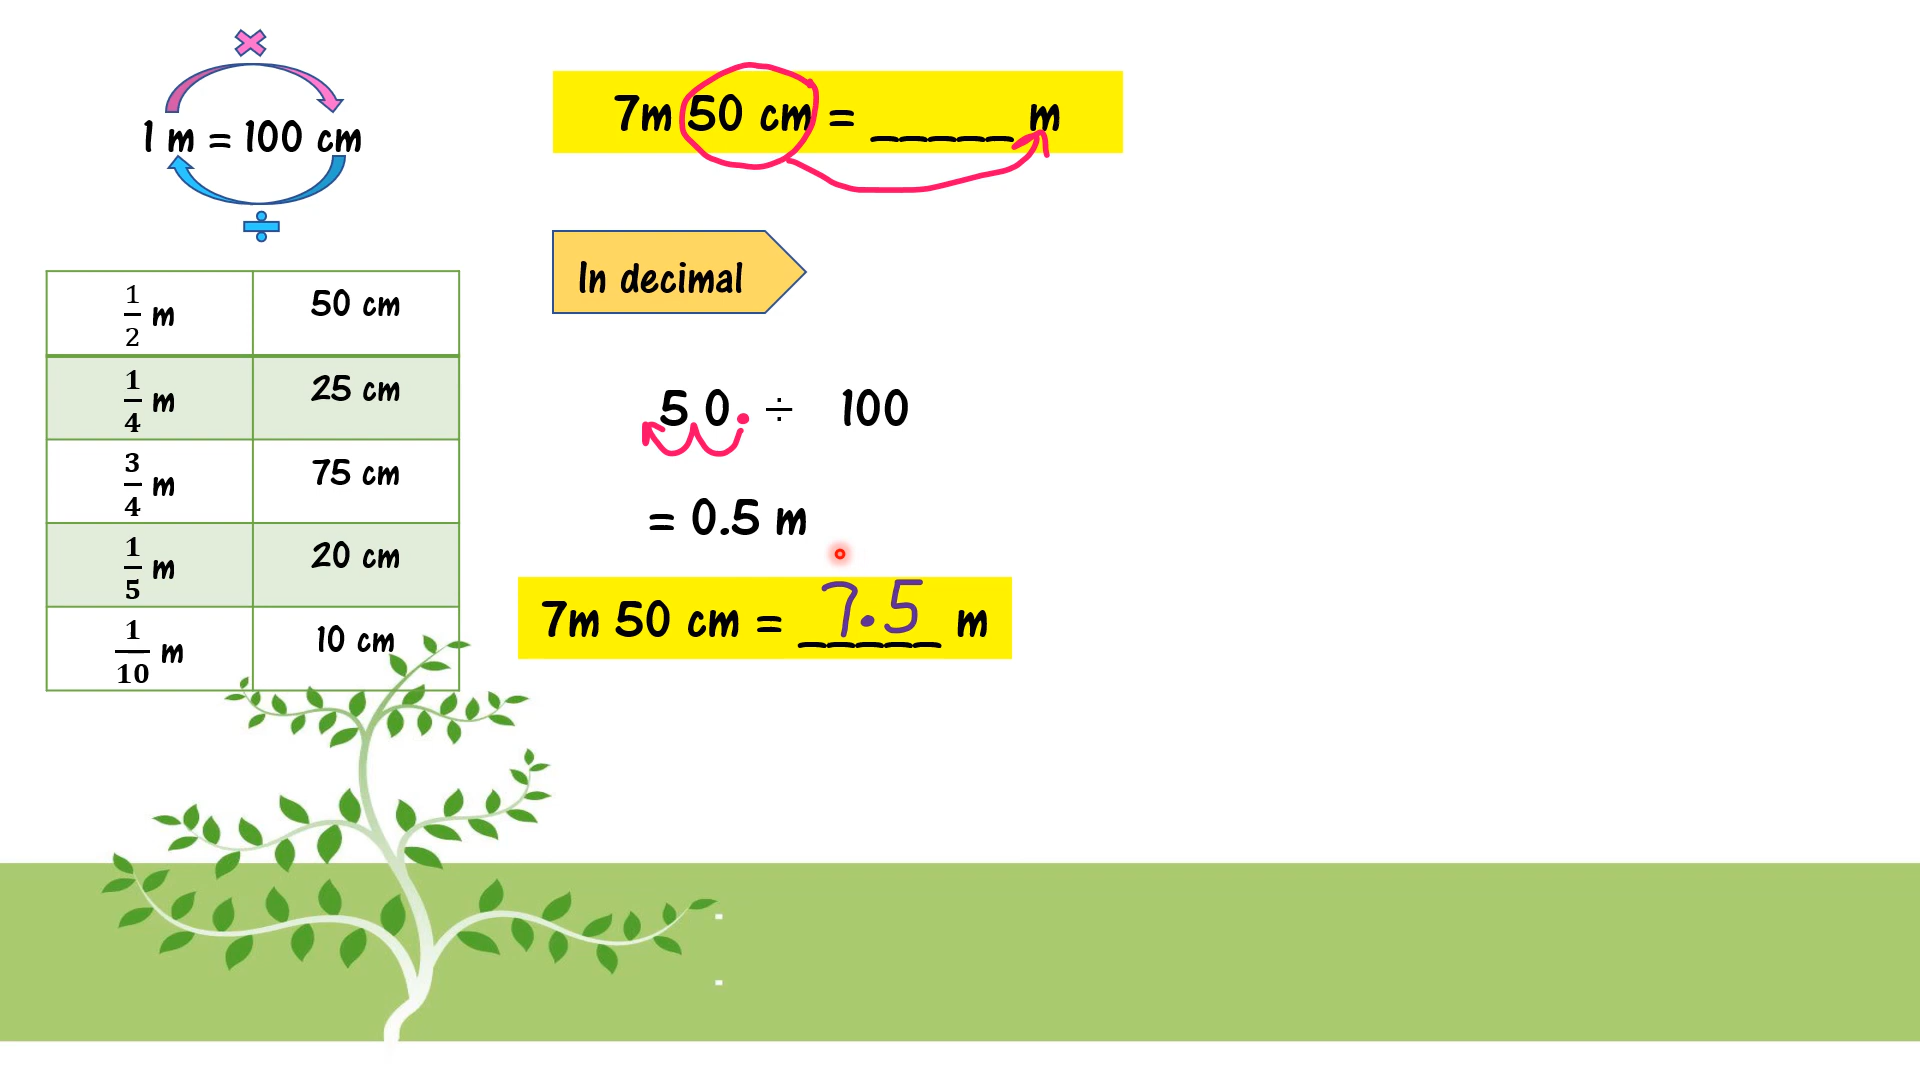 1 m = 100 cm
÷
1/2 m 50 cm
1/4 m 25 cm
3/4 m 75 cm
1/5 m 20 cm
1/10 m 10 cm
7m 50 cm = _____ m
In decimal
50. ÷ 100
= 0.5 m
7m 50 cm = 7.5 m